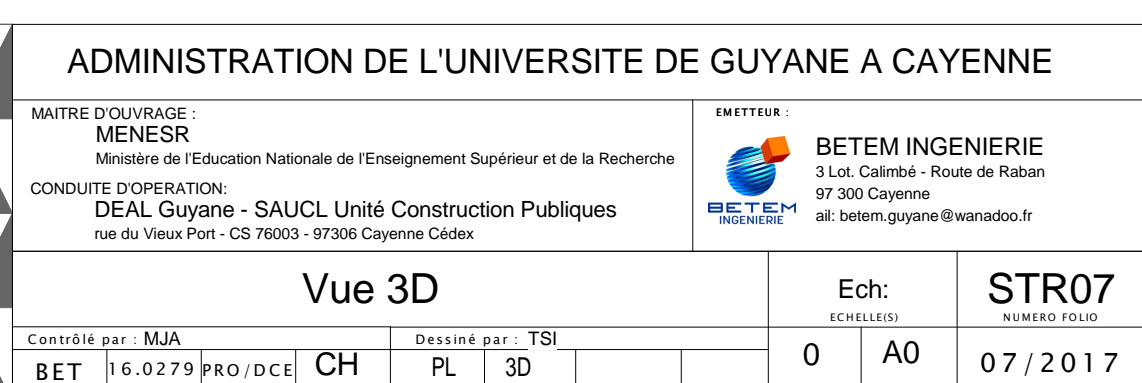 ADMINISTRATION DE L'UNIVERSITE DE GUYANE A CAYENNE
MAITRE D'OUVRAGE :
MENESR
Ministère de l'Education Nationale de l'Enseignement Supérieur et de la Recherche
CONDUITE D'OPERATION:
DEAL Guyane - SAUCL Unité Construction Publiques
rue du Vieux Port - CS 76003 - 97306 Cayenne Cédex
EMETTEUR :
BETEM
INGENIERIE
BETEM INGENIERIE
3 Lot. Calimbé - Route de Raban
97 300 Cayenne
ail: betem.guyane@wanadoo.fr
Vue 3D
Ech:
ECHELLE(S)
STR07
NUMERO FOLIO
Contrôlé par : MJA
Dessiné par : TSI
BET 16.0279 PRO/DCE CH PL 3D
0 A0 07/2017